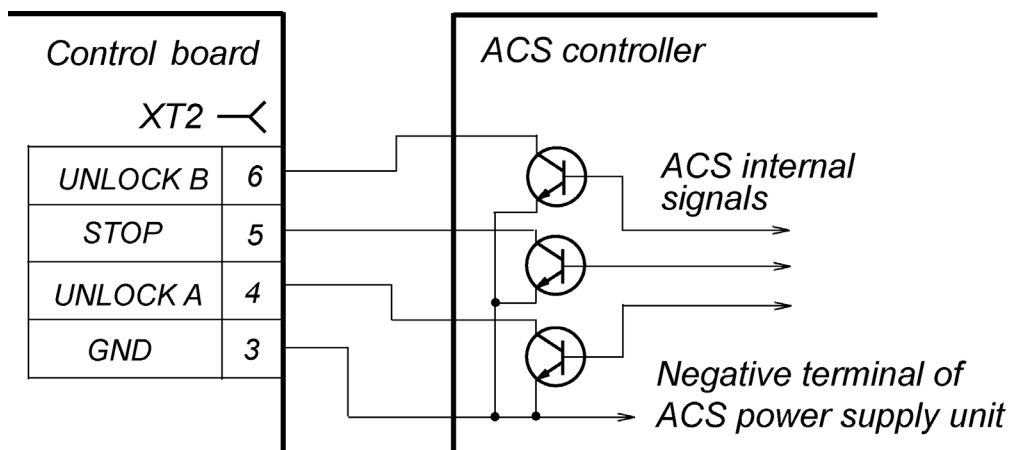 Control board
ACS controller
XT2
UNLOCK B 6
STOP 5
UNLOCK A 4
GND 3
ACS internal
signals
Negative terminal of
ACS power supply unit